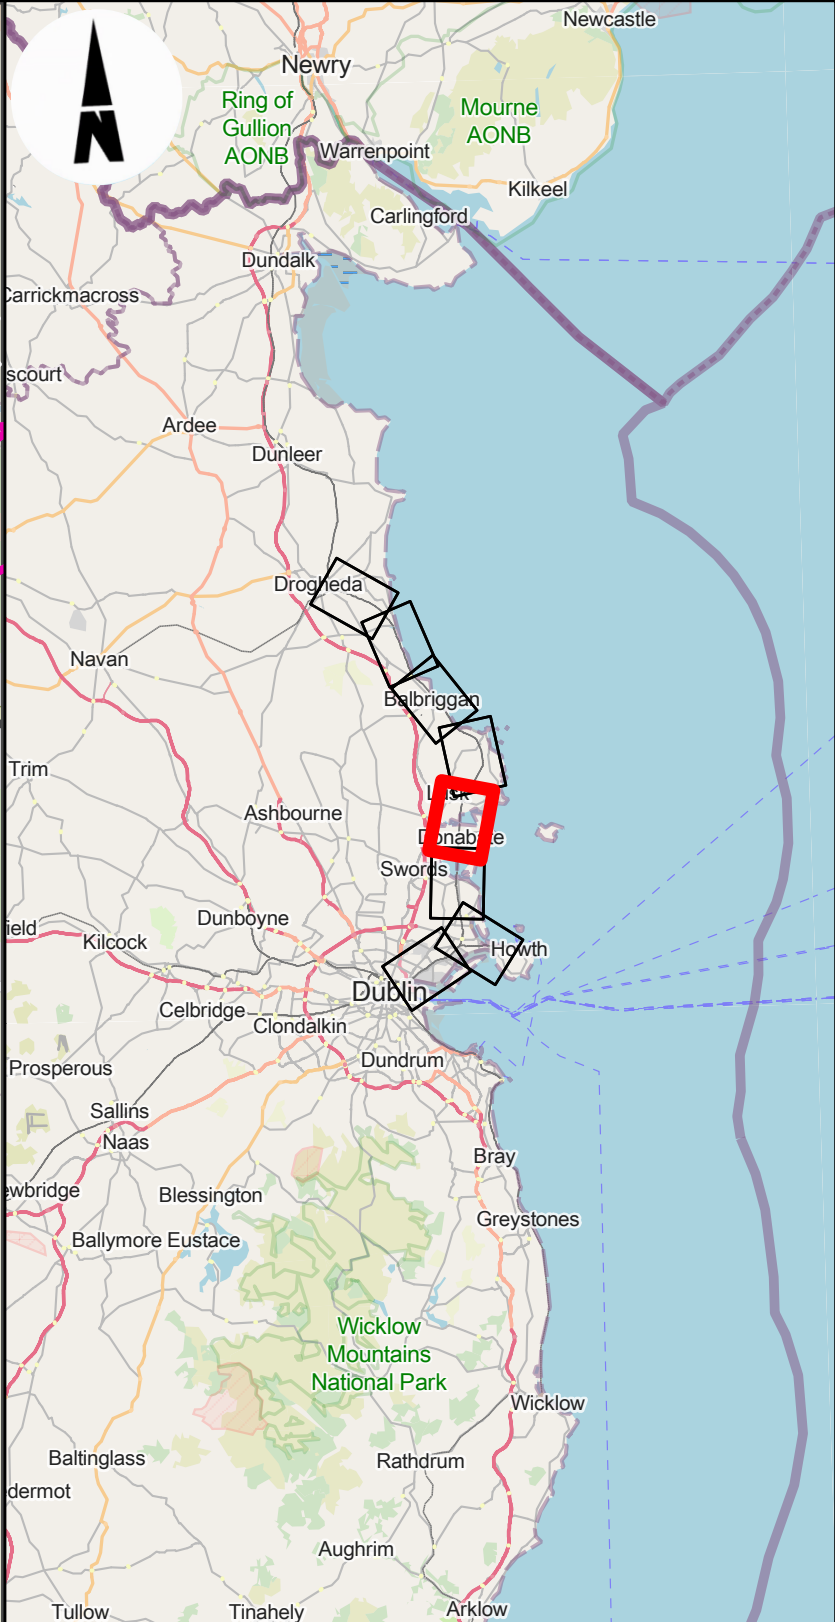 Newcastle
Newry
Ring of
Gullion
AONB
Mourne
AONB
N
Warrenpoint
Kilkeel
Carlingford
Dundalk
Carrickmacross
scourt
Ardee
Dunleer
Drogheda
Navan
Balbriggan
Trim
Lusk
Ashbourne
Donabate
Swords
Dunboyne
ield
Kilcock
Howth
Dublin
Celbridge
Clondalkin
Dundrum
Prosperous
Sallins
Naas
Bray
ewbridge
Blessington
Greystones
Ballymore Eustace
Wicklow
Mountains
National Park
Wicklow
Baltinglass
Rathdrum
dermot
Aughrim
Tullow
Tinahely
Arklow